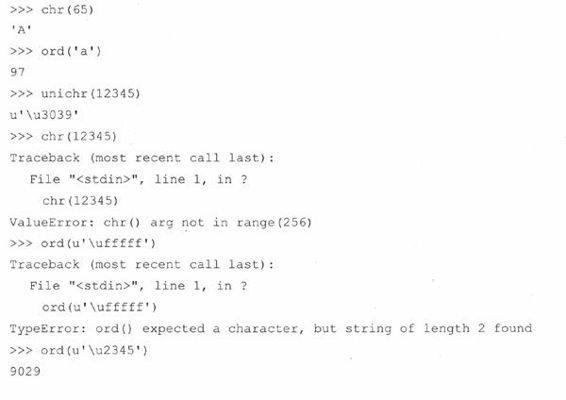 >>> chr(65)
'A'
>>> ord('a')
97
>>> unichr(12345)
u'\u3039'
>>> chr(12345)
Traceback (most recent call last):
File "<stdin>", line 1, in ?
chr(12345)
ValueError: chr() arg not in range(256)
>>> ord(u'\ufffff')
Traceback (most recent call last):
File "<stdin>", line 1, in ?
ord(u'\ufffff')
TypeError: ord() expected a character, but string of length 2 found
>>> ord(u'\u2345')
9029